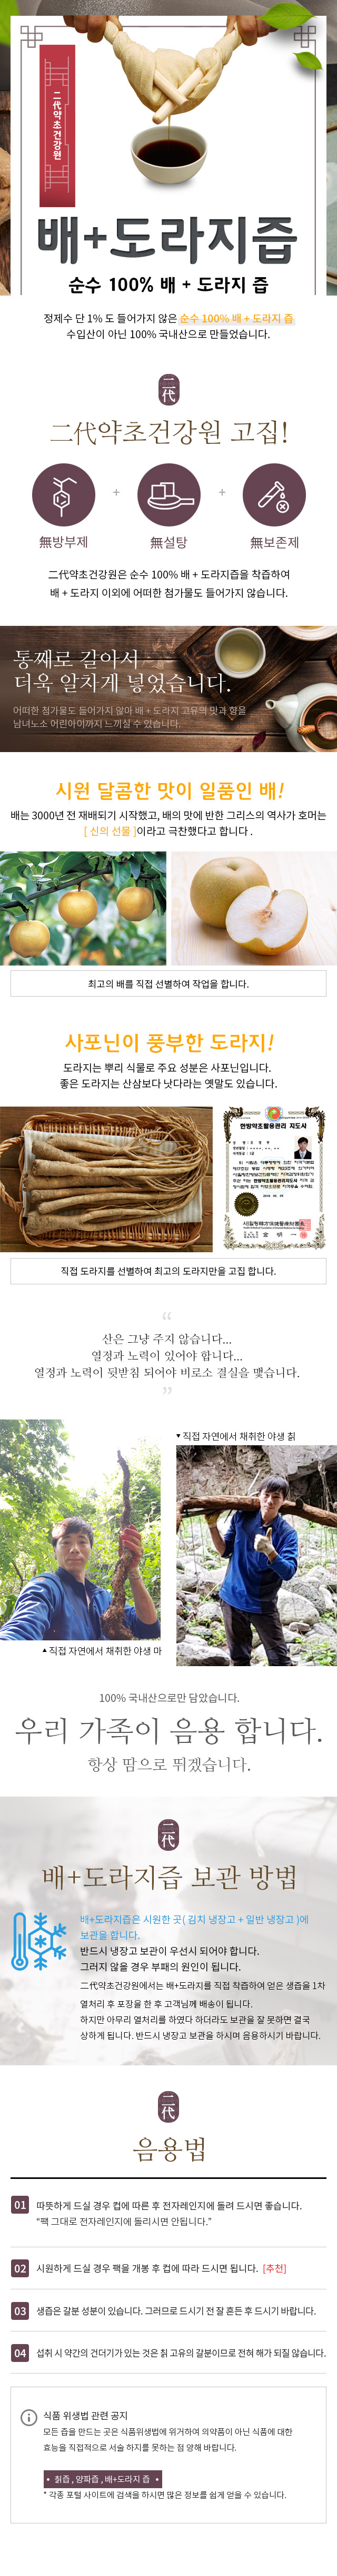 二代약초건강원
배+도라지즙
순수 100% 배 + 도라지 즙
정제수 단 1% 도 들어가지 않은 순수 100% 배 + 도라지 즙
수입산이 아닌 100% 국내산으로 만들었습니다.
二代
二代약초건강원 고집!
+ +
無방부제
無설탕
無보존제
二代약초건강원은 순수 100% 배 + 도라지즙을 착즙하여
배 + 도라지 이외에 어떠한 첨가물도 들어가지 않습니다.
통째로 갈아서
더욱 알차게 넣었습니다.
어떠한 첨가물도 들어가지 않아 배 + 도라지 고유의 맛과 향을
남녀노소 어린아이까지 느끼실 수 있습니다.
시원 달콤한 맛이 일품인 배!
배는 3000년 전 재배되기 시작했고, 배의 맛에 반한 그리스의 역사가 호머는
[ 신의 선물 ]이라고 극찬했다고 합니다 .
최고의 배를 직접 선별하여 작업을 합니다.
사포닌이 풍부한 도라지!
도라지는 뿌리 식물로 주요 성분은 사포닌입니다.
좋은 도라지는 산삼보다 낫다라는 옛말도 있습니다.
한방약초활용관리 지도사
직접 도라지를 선별하여 최고의 도라지만을 고집 합니다.
“
산은 그냥 주지 않습니다...
열정과 노력이 있어야 합니다...
열정과 노력이 뒷받침 되어야 비로소 결실을 맺습니다.
”
▼ 직접 자연에서 채취한 야생 칡
▲ 직접 자연에서 채취한 야생 마
100% 국내산으로만 담았습니다.
우리 가족이 음용 합니다.
항상 땀으로 뛰겠습니다.
二代
배+도라지즙 보관 방법
배+도라지즙은 시원한 곳( 김치 냉장고 + 일반 냉장고 )에
보관을 합니다.
반드시 냉장고 보관이 우선시 되어야 합니다.
그러지 않을 경우 부패의 원인이 됩니다.
二代약초건강원에서는 배+도라지를 직접 착즙하여 얻은 생즙을 1차
열처리 후 포장을 한 후 고객님께 배송이 됩니다.
하지만 아무리 열처리를 하였다 하더라도 보관을 잘 못하면 결국
상하게 됩니다. 반드시 냉장고 보관을 하시며 음용하시기 바랍니다.
二代
음용법
01 따뜻하게 드실 경우 컵에 따른 후 전자레인지에 돌려 드시면 좋습니다.
“팩 그대로 전자레인지에 돌리시면 안됩니다.”
02 시원하게 드실 경우 팩을 개봉 후 컵에 따라 드시면 됩니다. [추천]
03 생즙은 갈분 성분이 있습니다. 그러므로 드시기 전 잘 흔든 후 드시기 바랍니다.
04 섭취 시 약간의 건더기가 있는 것은 칡 고유의 갈분이므로 전혀 해가 되질 않습니다.
식품 위생법 관련 공지
모든 즙을 만드는 곳은 식품위생법에 위거하여 의약품이 아닌 식품에 대한
효능을 직접적으로 서술 하지를 못하는 점 양해 바랍니다.
• 칡즙 , 양파즙 , 배+도라지 즙 •
* 각종 포털 사이트에 검색을 하시면 많은 정보를 쉽게 얻을 수 있습니다.